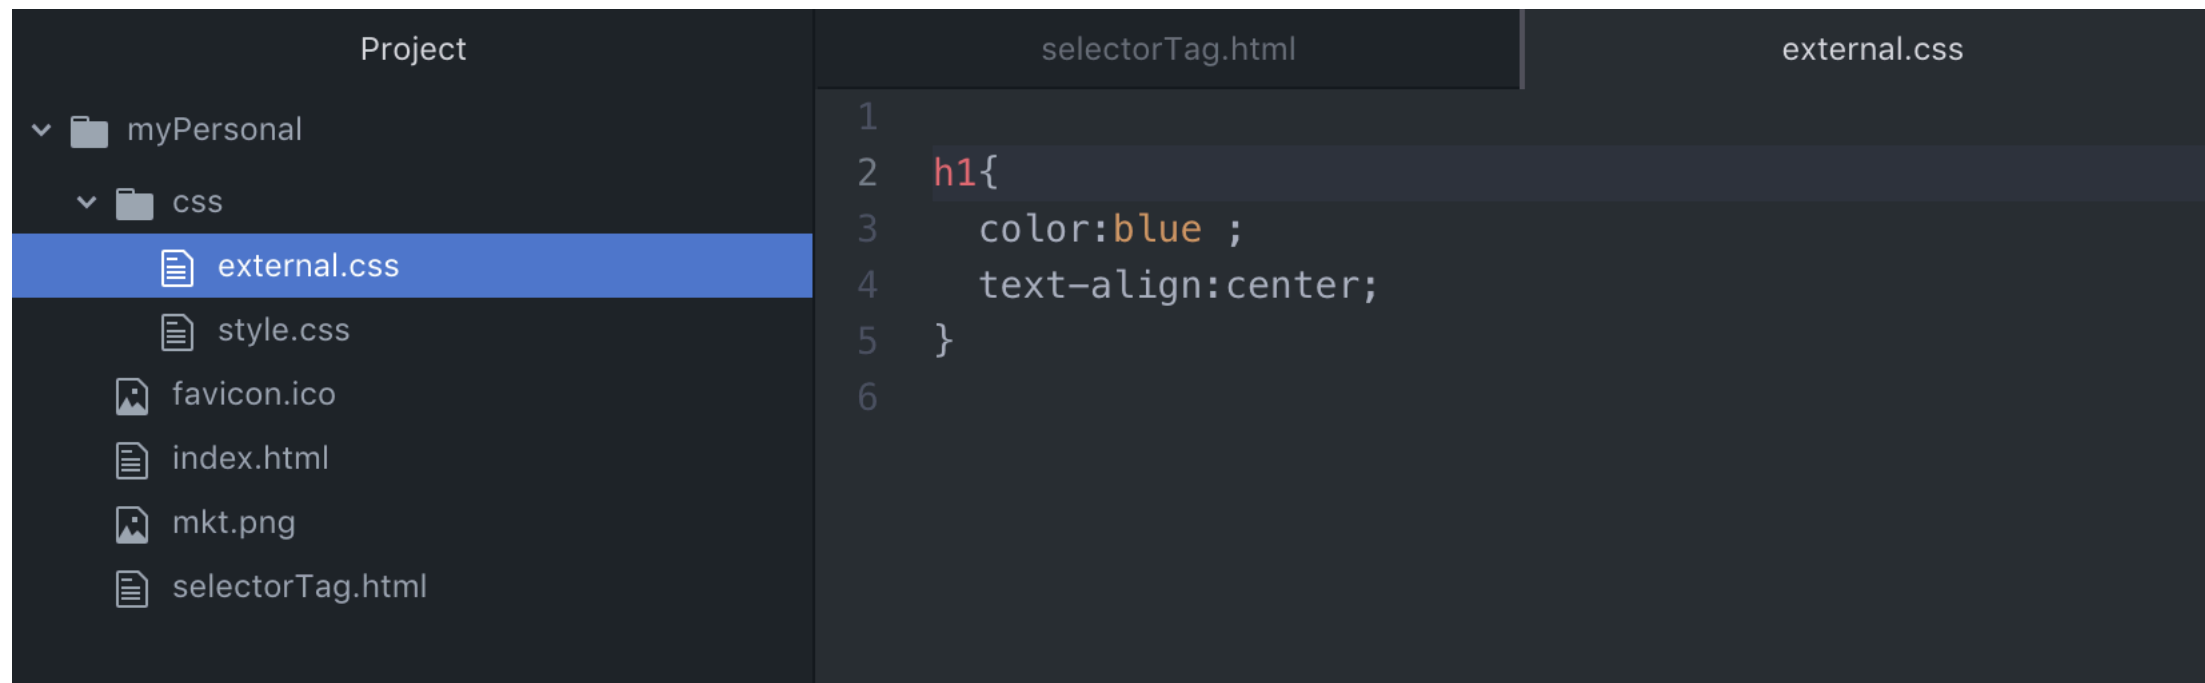 Project
myPersonal
css
external.css
style.css
favicon.ico
index.html
mkt.png
selectorTag.html
selectorTag.html
external.css
1
2 h1{
3 color:blue ;
4 text-align:center;
5 }
6